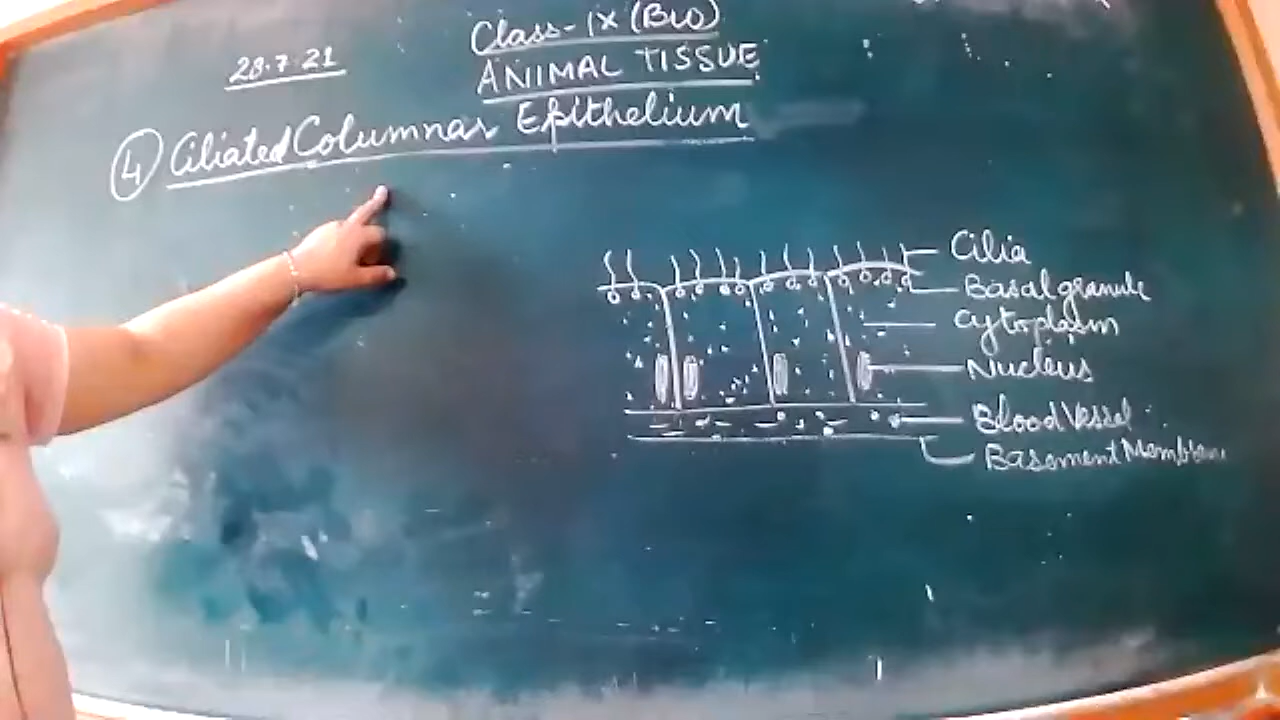 Class-IX (Bio)
28.7.21
ANIMAL TISSUE
④ Ciliated Columnar Epithelium
Cilia
Basal granule
Cytoplasm
Nucleus
Blood Vessel
Basement Membrane